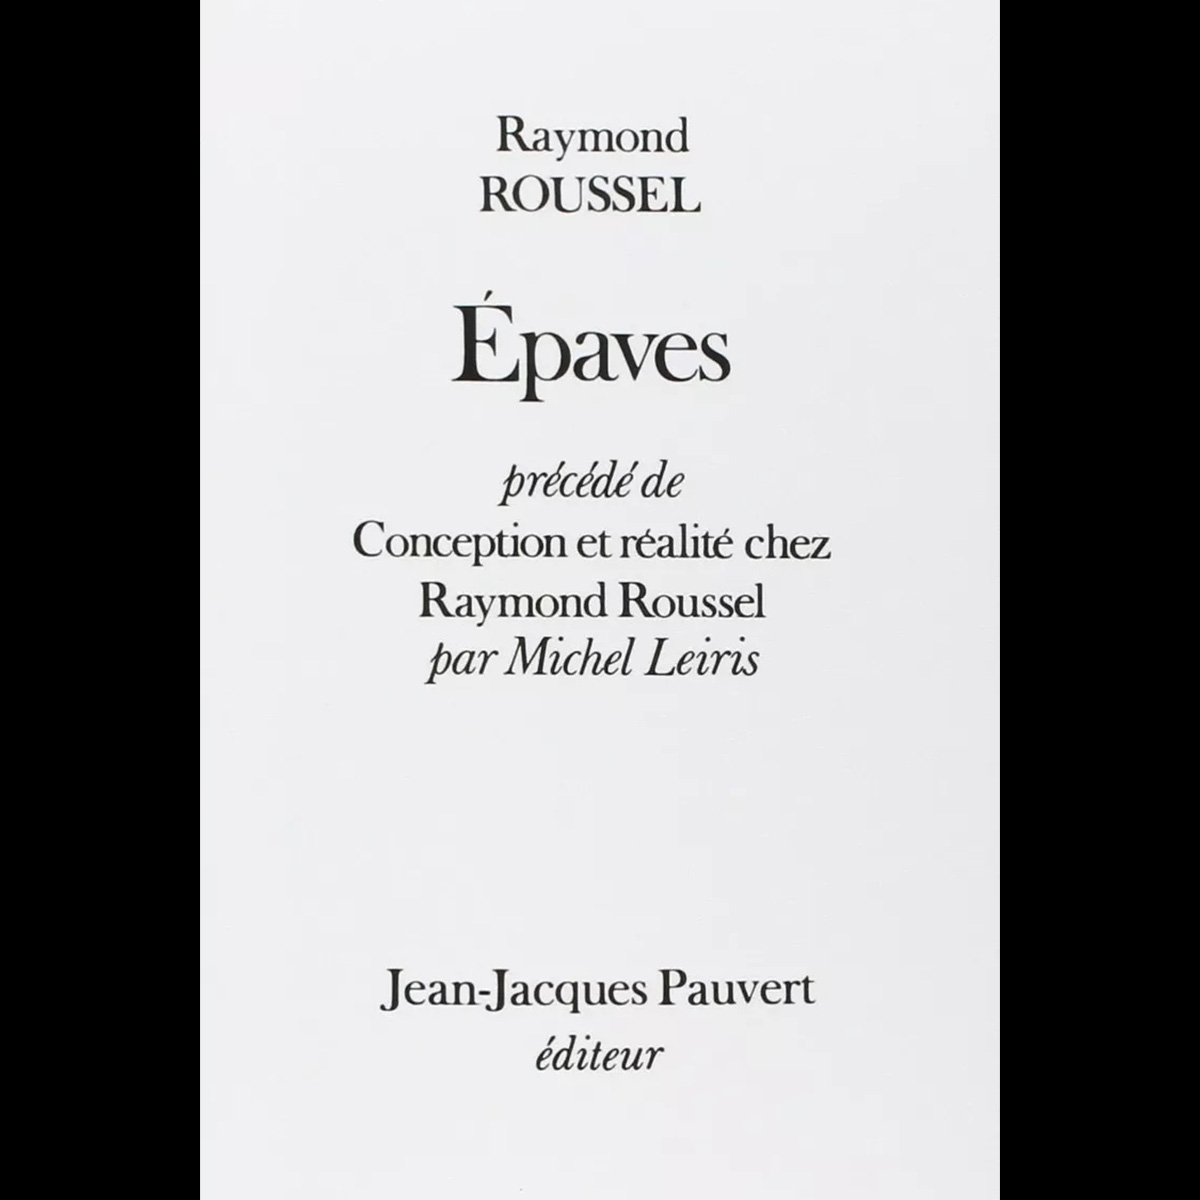 Raymond
ROUSSEL
Épaves
précédé de
Conception et réalité chez
Raymond Roussel
par Michel Leiris
Jean-Jacques Pauvert
éditeur